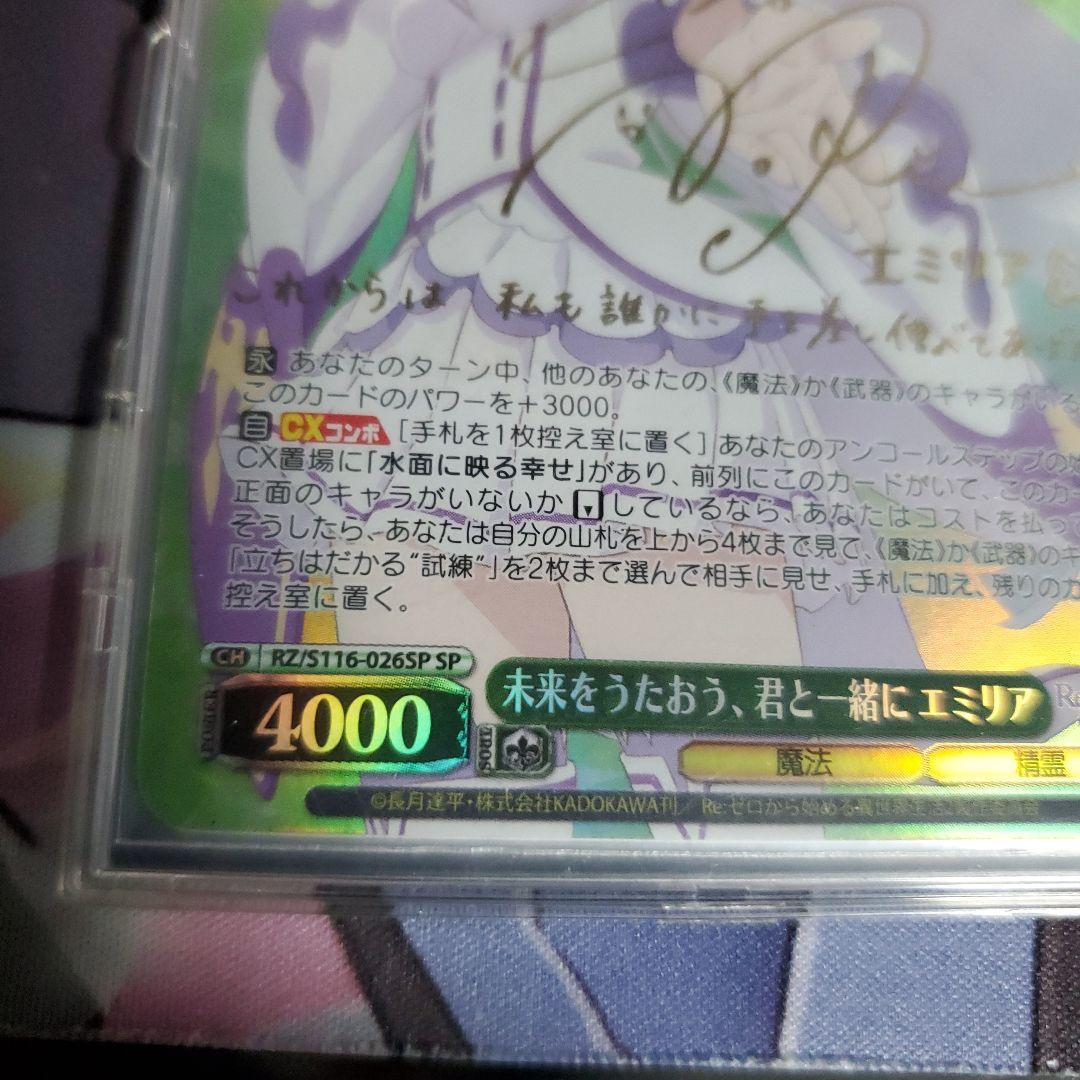 エミリア
これからは 私も誰かに 手を差し伸べてあ
永 あなたのターン中、他のあなたの、《魔法》か《武器》のキャラがいる
このカードのパワーを＋3000。
自 CXコンボ ［手札を1枚控え室に置く］ あなたのアンコールステップの
CX置場に「水面に映る幸せ」があり、前列にこのカードがいて、このカー
正面のキャラがいないか しているなら、あなたはコストを払って
そうしたら、あなたは自分の山札を上から4枚まで見て、《魔法》か《武器》のキ
「立ちはだかる“試練”」を2枚まで選んで相手に見せ、手札に加え、残りのカ
控え室に置く。
CH RZ/S116-026SP SP
POWER 4000 SOUL
未来をうたおう、君と一緒に エミリア
魔法 精霊
©長月達平・株式会社KADOKAWA刊／Re:ゼロから始める異世界生活